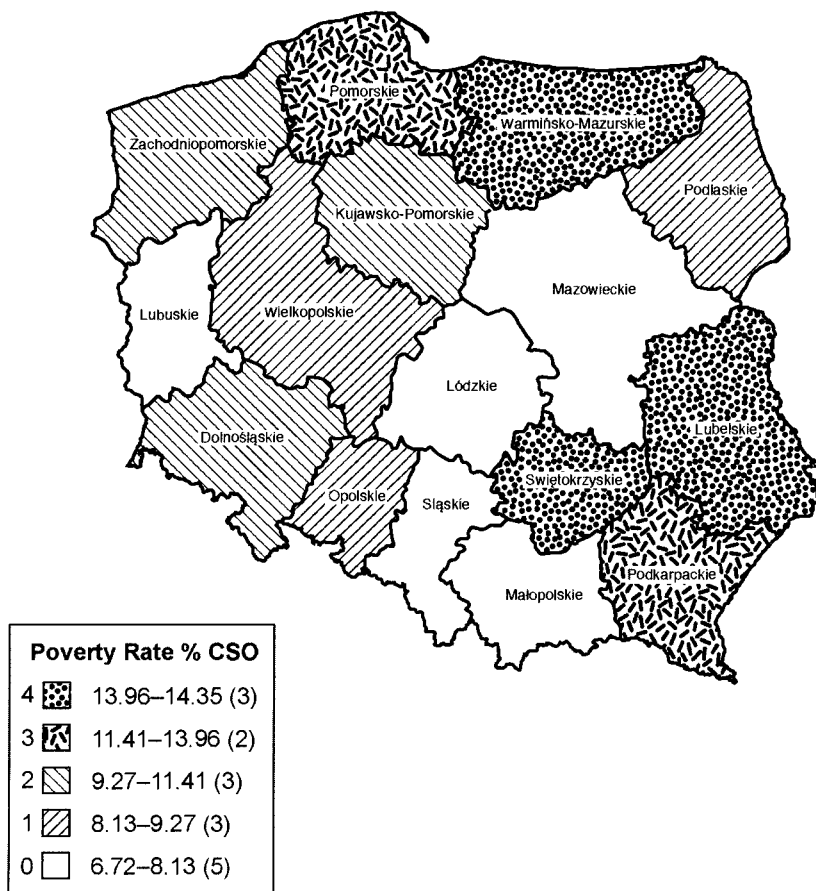 Pomorskie
Warmińsko-Mazurskie
Zachodniopomorskie
Podlaskie
Kujawsko-Pomorskie
Mazowieckie
Lubuskie
Wielkopolskie
Lódzkie
Lubelskie
Dolnośląskie
Swiętokrzyskie
Opolskie
Sląskie
Podkarpackie
Małopolskie
Poverty Rate % CSO
4 13.96–14.35 (3)
3 11.41–13.96 (2)
2 9.27–11.41 (3)
1 8.13–9.27 (3)
0 6.72–8.13 (5)